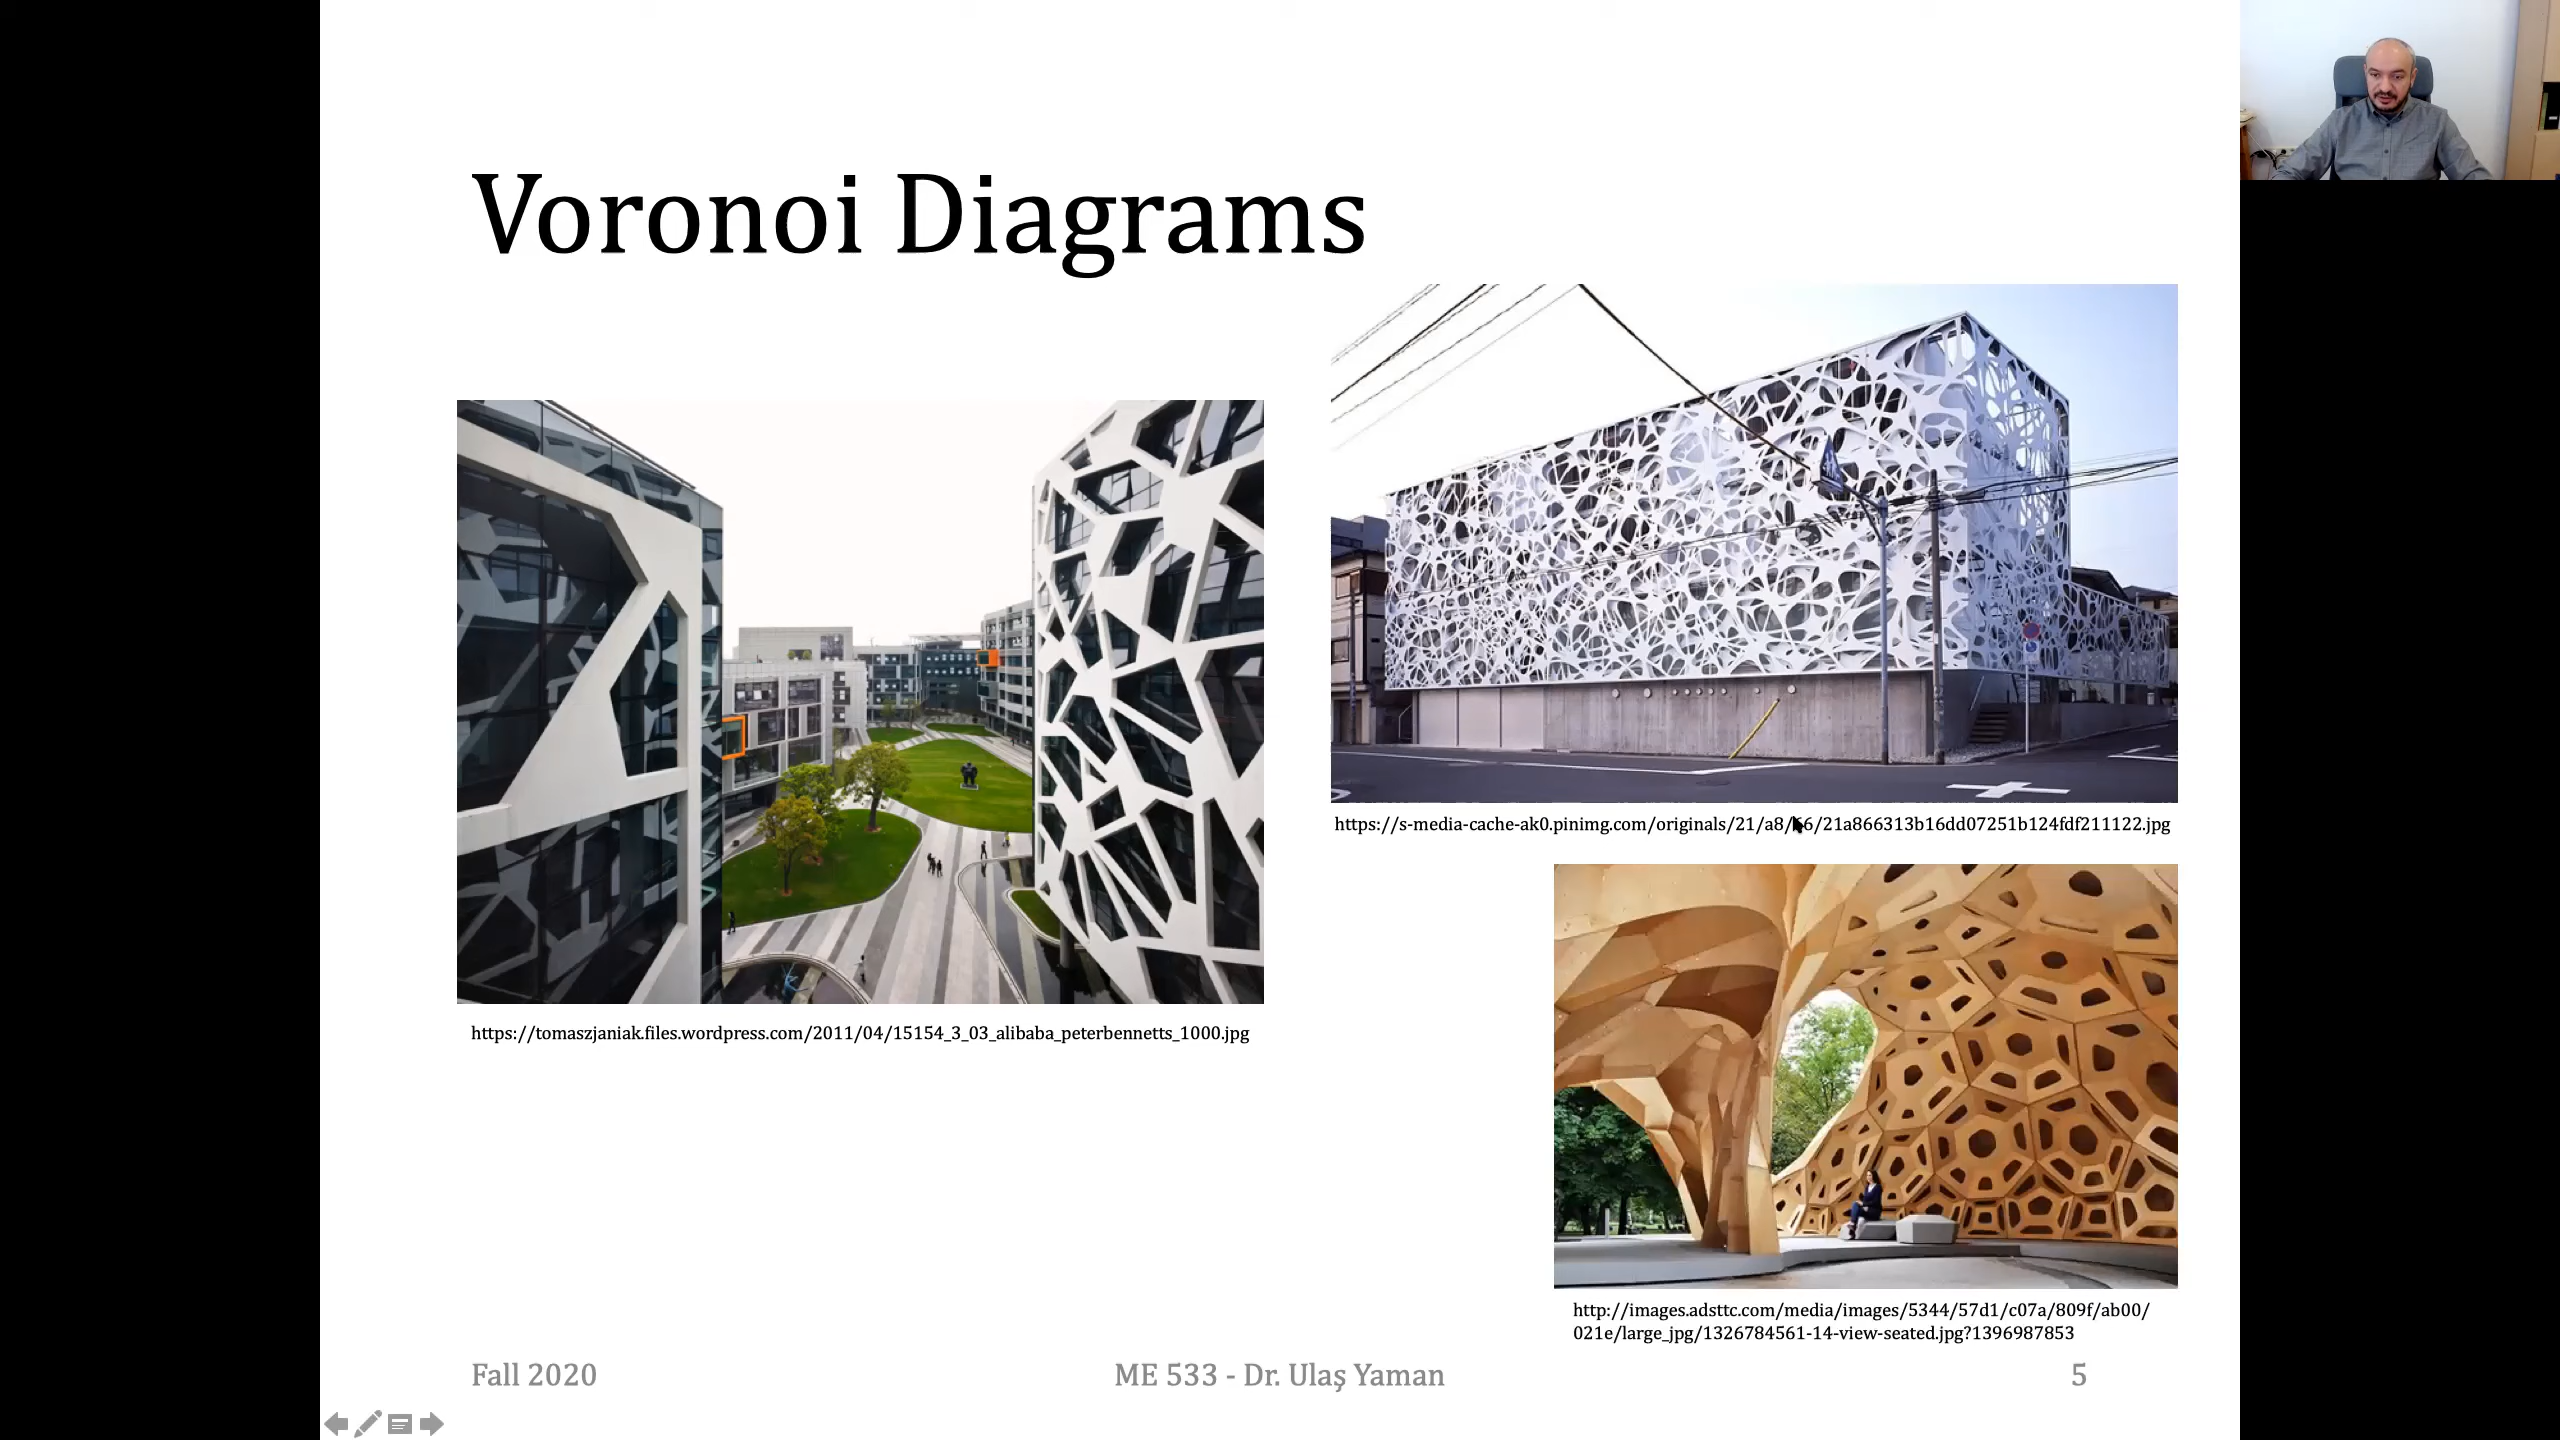 Voronoi Diagrams
https://s-media-cache-ak0.pinimg.com/originals/21/a8/66/21a866313b16dd07251b124fdf211122.jpg
https://tomaszjaniak.files.wordpress.com/2011/04/15154_3_03_alibaba_peterbennetts_1000.jpg
http://images.adsttc.com/media/images/5344/57d1/c07a/809f/ab00/
021e/large_jpg/1326784561-14-view-seated.jpg?1396987853
Fall 2020
ME 533 - Dr. Ulaş Yaman
5